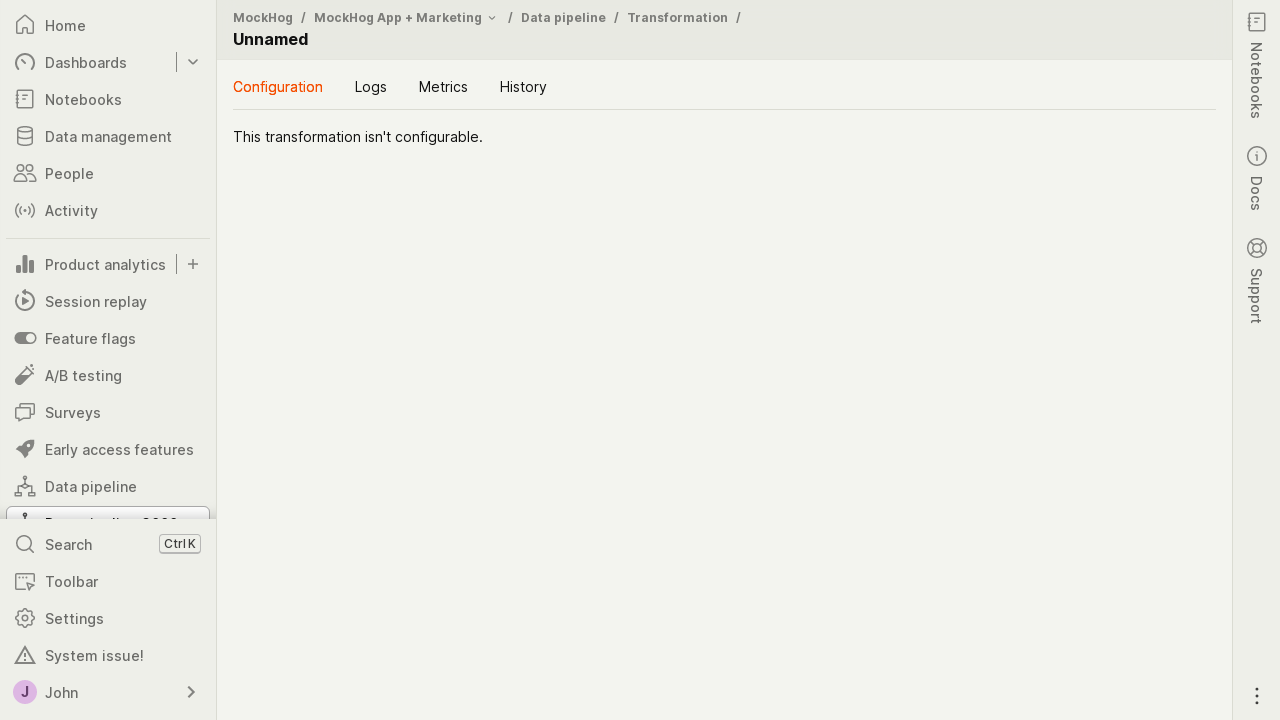 Home
Dashboards
Notebooks
Data management
People
Activity
Product analytics
Session replay
Feature flags
A/B testing
Surveys
Early access features
Data pipeline
Search Ctrl K
Toolbar
Settings
System issue!
J John
MockHog / MockHog App + Marketing / Data pipeline / Transformation /
Unnamed
Configuration Logs Metrics History
This transformation isn't configurable.
Notebooks
Docs
Support